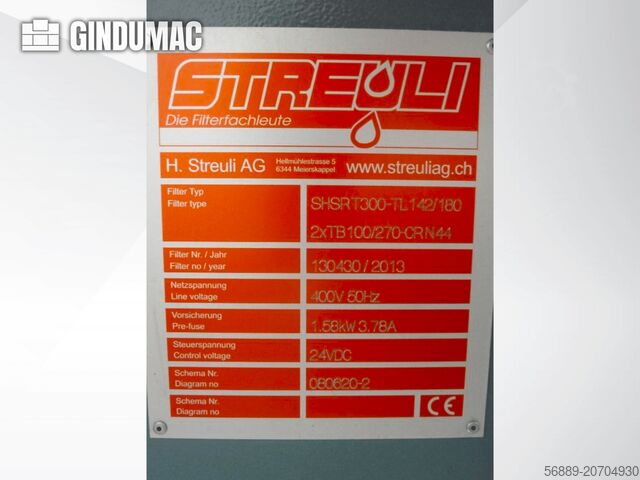 GINDUMAC
STREULI
Die Filterfachleute
H. Streuli AG
Hellmühlestrasse 5
6344 Meierskappel
www.streuliag.ch
Filter Typ
Filter type
SHSRT300-TL142/180
2xTB100/270-CRN44
Filter Nr. / Jahr
Filter no / year
130430 / 2013
Netzspannung
Line voltage
400V 50Hz
Vorsicherung
Pre-fuse
1.58kW 3.78A
Steuerspannung
Control voltage
24VDC
Schema Nr.
Diagram no
080620-2
Schema Nr.
Diagram no
CE
56889-20704930